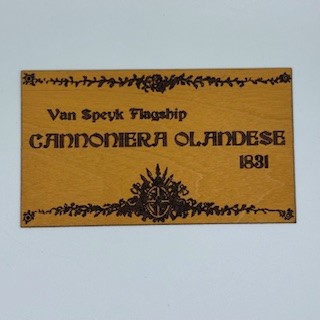 Van Speyk Flagship
CANNONIERA OLANDESE
1831